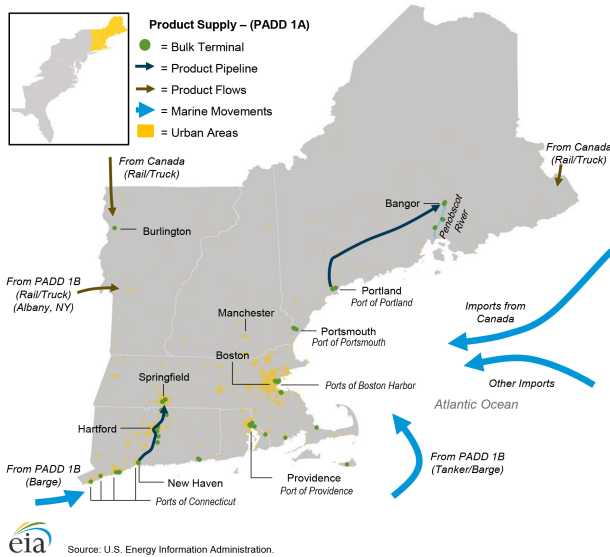 Product Supply – (PADD 1A)
= Bulk Terminal
= Product Pipeline
= Product Flows
= Marine Movements
= Urban Areas
From Canada
(Rail/Truck)
From Canada
(Rail/Truck)
Burlington
Bangor
Penobscot
River
From PADD 1B
(Rail/Truck)
(Albany, NY)
Portland
Port of Portland
Manchester
Portsmouth
Port of Portsmouth
Imports from
Canada
Boston
Springfield
Ports of Boston Harbor
Other Imports
Atlantic Ocean
Hartford
From PADD 1B
(Barge)
New Haven
Ports of Connecticut
Providence
Port of Providence
From PADD 1B
(Tanker/Barge)
eia
Source: U.S. Energy Information Administration.